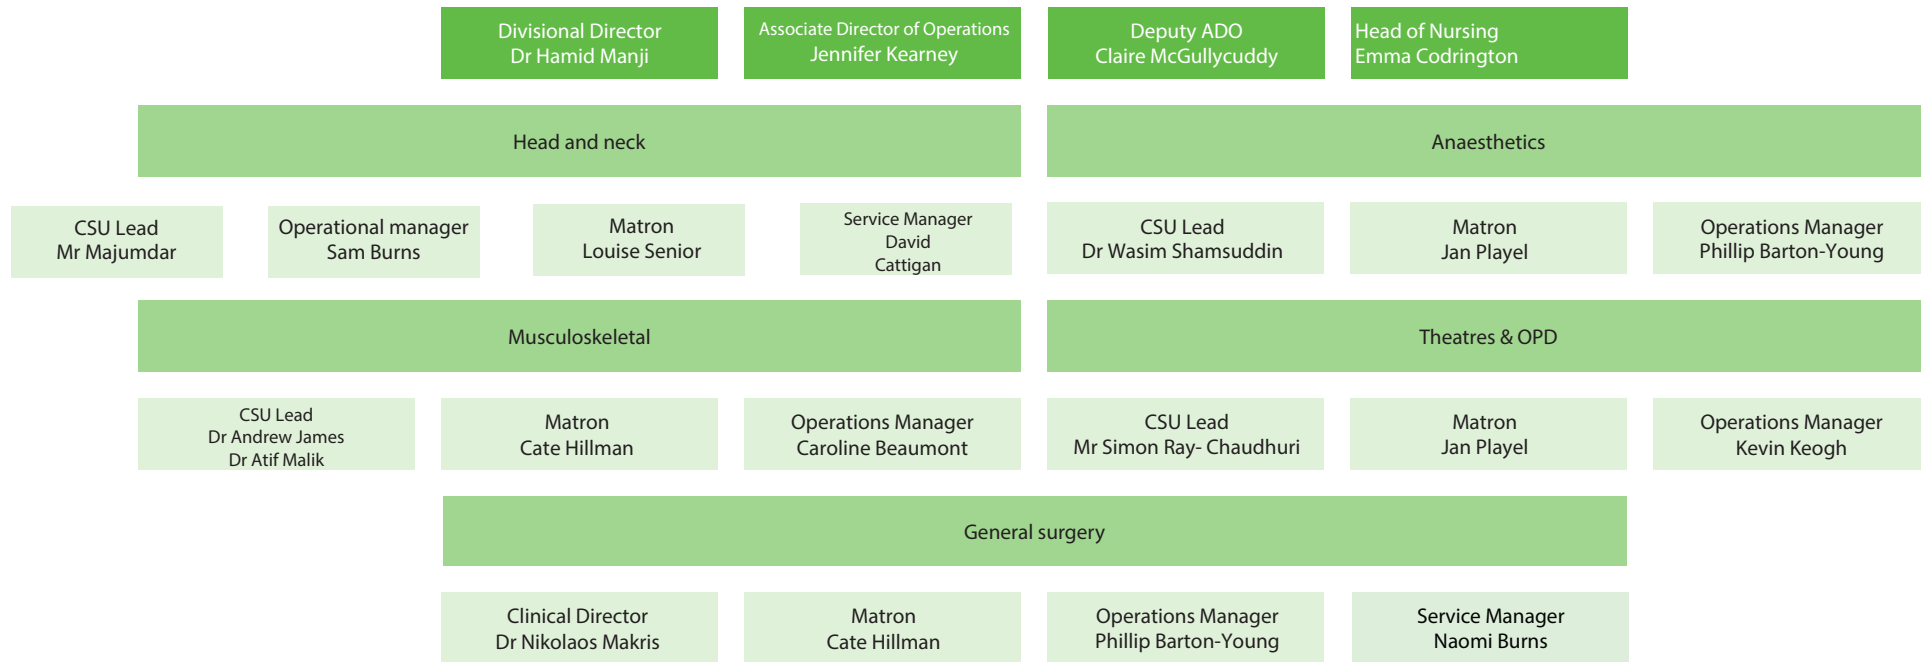 Divisional Director
Dr Hamid Manji
Associate Director of Operations
Jennifer Kearney
Deputy ADO
Claire McGullycuddy
Head of Nursing
Emma Codrington
Head and neck
Anaesthetics
CSU Lead
Mr Majumdar
Operational manager
Sam Burns
Matron
Louise Senior
Service Manager
David
Cattigan
CSU Lead
Dr Wasim Shamsuddin
Matron
Jan Playel
Operations Manager
Phillip Barton-Young
Musculoskeletal
Theatres & OPD
CSU Lead
Dr Andrew James
Dr Atif Malik
Matron
Cate Hillman
Operations Manager
Caroline Beaumont
CSU Lead
Mr Simon Ray- Chaudhuri
Matron
Jan Playel
Operations Manager
Kevin Keogh
General surgery
Clinical Director
Dr Nikolaos Makris
Matron
Cate Hillman
Operations Manager
Phillip Barton-Young
Service Manager
Naomi Burns